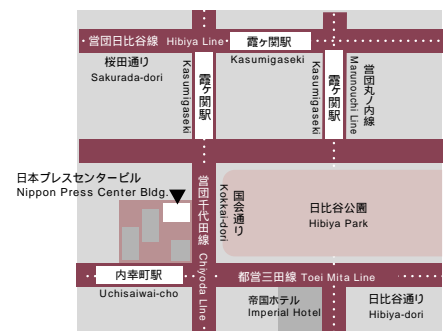 営団日比谷線 Hibiya Line 霞ヶ関駅
桜田通り
Sakurada-dori
Kasumigaseki
霞ヶ関駅
Kasumigaseki
Kasumigaseki
霞ヶ関駅
Marunouchi Line
営団丸ノ内線
日本プレスセンタービル
Nippon Press Center Bldg.
営団千代田線 Chiyoda LIne
Kokkai-dori
国会通り
日比谷公園
Hibiya Park
内幸町駅
都営三田線 Toei Mita Line
Uchisaiwai-cho
帝国ホテル
Imperial Hotel
日比谷通り
Hibiya-dori